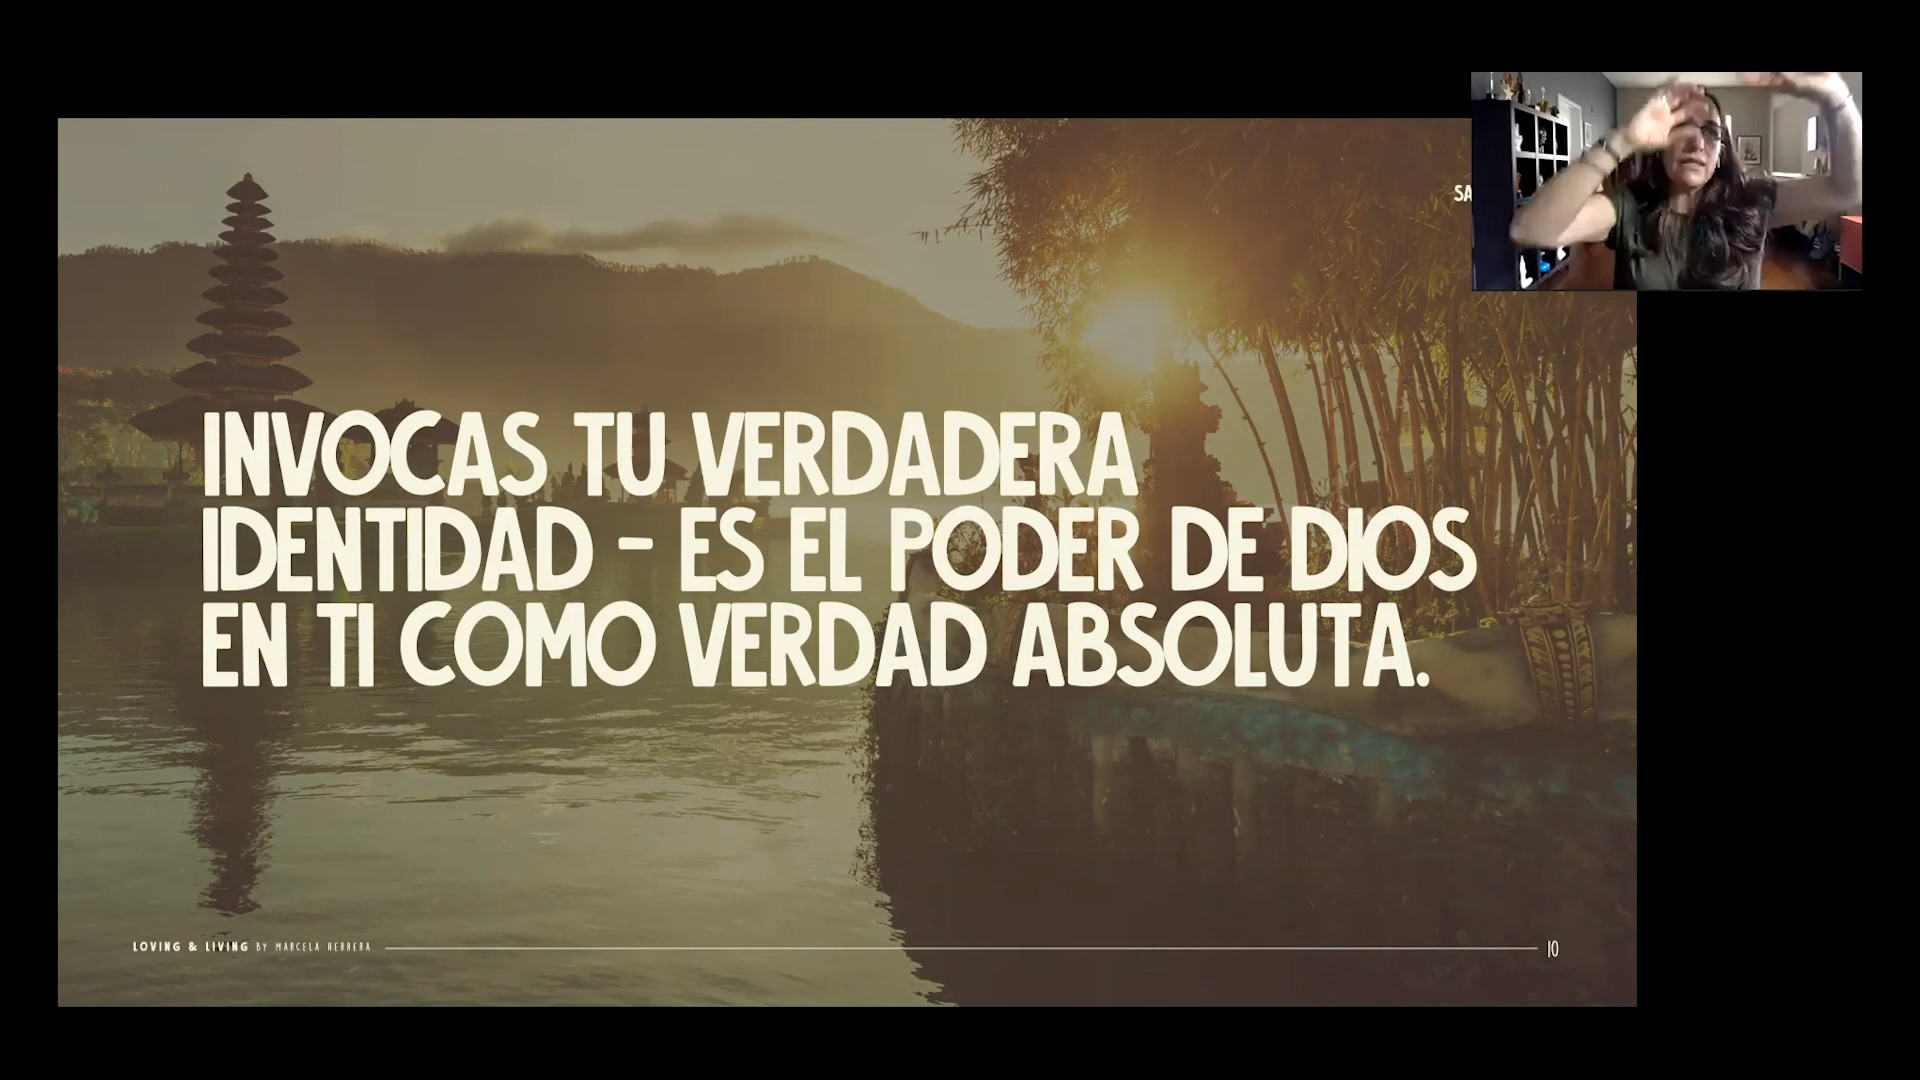 INVOCAS TU VERDADERA
IDENTIDAD - ES EL PODER DE DIOS
EN TI COMO VERDAD ABSOLUTA.
LOVING & LIVING BY MARCELA HERRERA
10